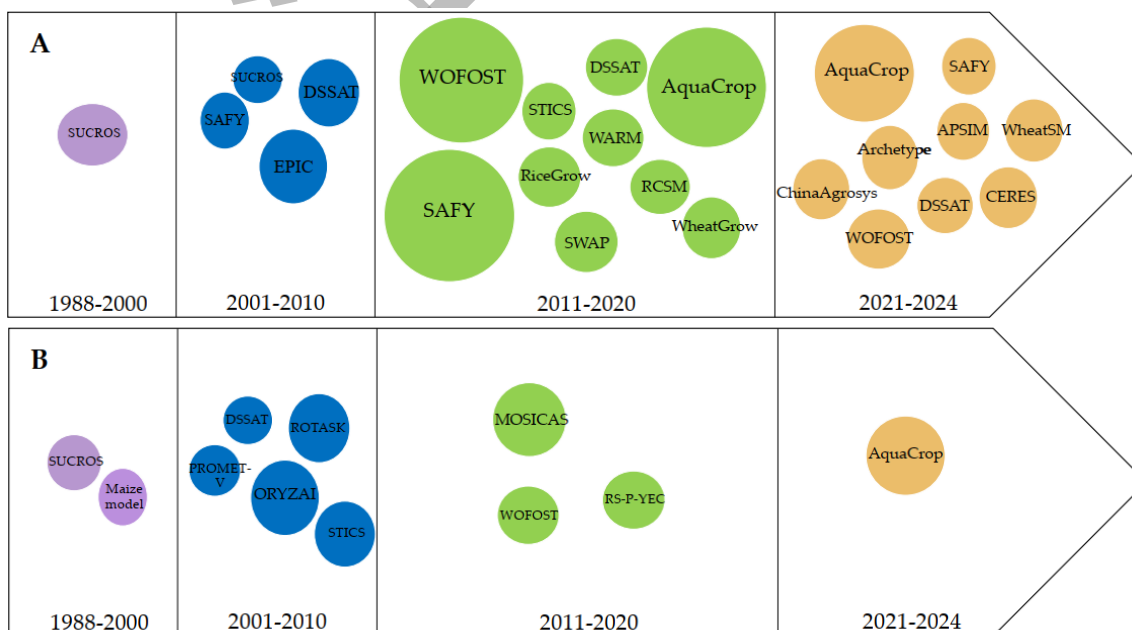 A
SUCROS
1988-2000
SUCROS
DSSAT
SAFY
EPIC
2001-2010
WOFOST
DSSAT
AquaCrop
STICS
WARM
RiceGrow
RCSM
SAFY
WheatGrow
SWAP
2011-2020
AquaCrop
SAFY
APSIM
WheatSM
Archetype
ChinaAgrosys
DSSAT
CERES
WOFOST
2021-2024
B
SUCROS
Maize
model
1988-2000
DSSAT
ROTASK
PROMET-
V
ORYZAI
STICS
2001-2010
MOSICAS
RS-P-YEC
WOFOST
2011-2020
AquaCrop
2021-2024